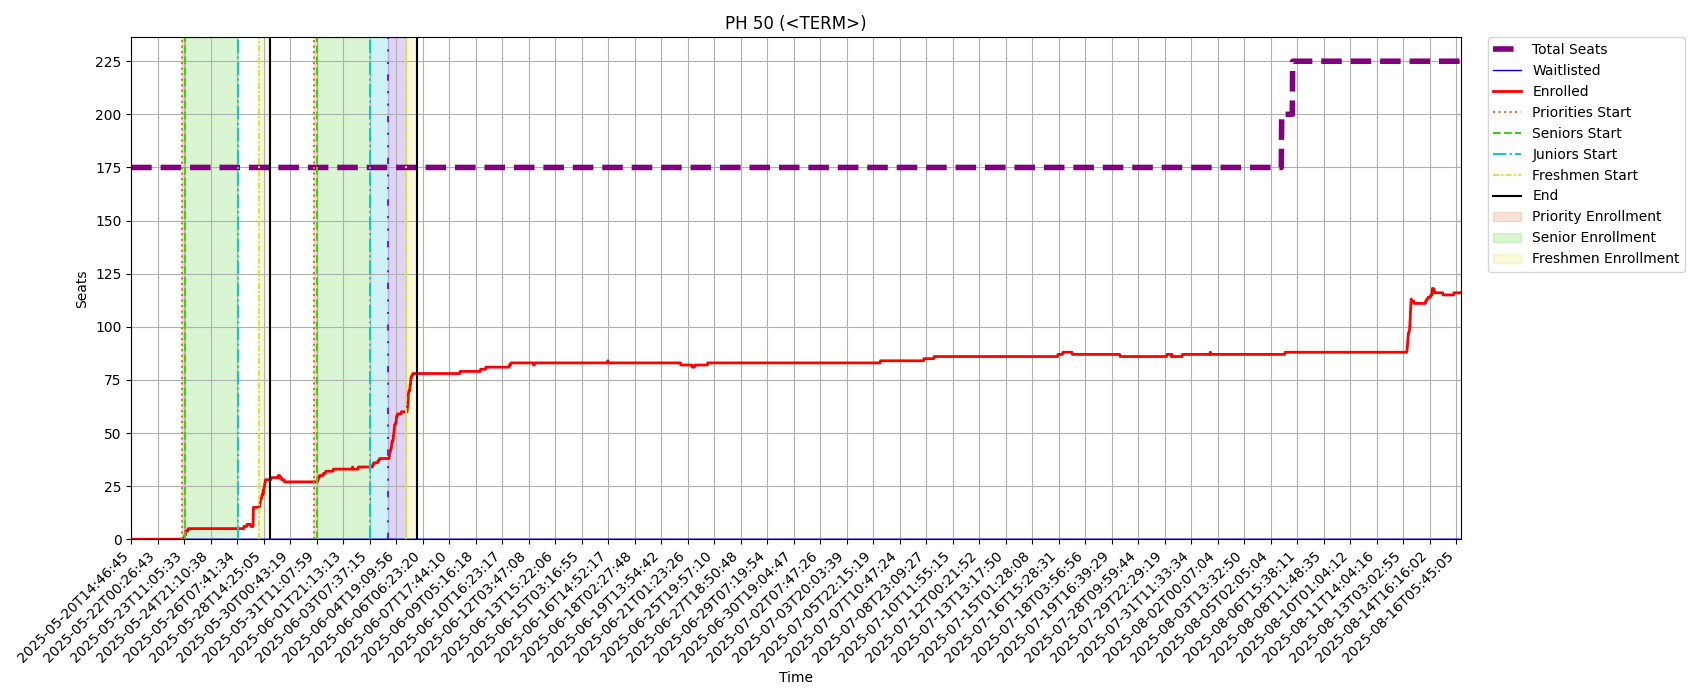 PH 50 (<TERM>)
225
200
175
150
125
100
75
50
25
0
Seats
2025-05-20T14:46:45
2025-05-22T00:26:43
2025-05-23T11:05:33
2025-05-24T21:10:38
2025-05-26T07:41:34
2025-05-28T14:25:05
2025-05-30T00:43:19
2025-05-31T11:07:59
2025-06-01T21:13:13
2025-06-03T07:37:15
2025-06-04T19:09:56
2025-06-06T06:23:20
2025-06-07T17:44:10
2025-06-09T05:16:18
2025-06-10T16:23:17
2025-06-12T03:47:08
2025-06-13T15:22:06
2025-06-15T03:16:55
2025-06-16T14:52:17
2025-06-18T02:27:48
2025-06-19T13:54:42
2025-06-21T01:23:26
2025-06-25T19:57:10
2025-06-27T18:50:48
2025-06-29T07:19:54
2025-06-30T19:04:47
2025-07-02T07:47:26
2025-07-03T20:03:39
2025-07-05T22:15:19
2025-07-07T10:47:24
2025-07-08T23:09:27
2025-07-10T11:55:15
2025-07-12T00:21:52
2025-07-13T13:17:50
2025-07-15T01:28:08
2025-07-16T15:28:31
2025-07-18T03:56:56
2025-07-19T16:39:29
2025-07-28T09:59:44
2025-07-29T22:29:19
2025-07-31T11:33:34
2025-08-02T00:07:04
2025-08-03T13:32:50
2025-08-05T02:05:04
2025-08-06T15:38:11
2025-08-08T11:48:35
2025-08-10T01:04:12
2025-08-11T14:04:16
2025-08-13T03:02:55
2025-08-14T16:16:02
2025-08-16T05:45:05
Time
Total Seats
Waitlisted
Enrolled
Priorities Start
Seniors Start
Juniors Start
Freshmen Start
End
Priority Enrollment
Senior Enrollment
Freshmen Enrollment